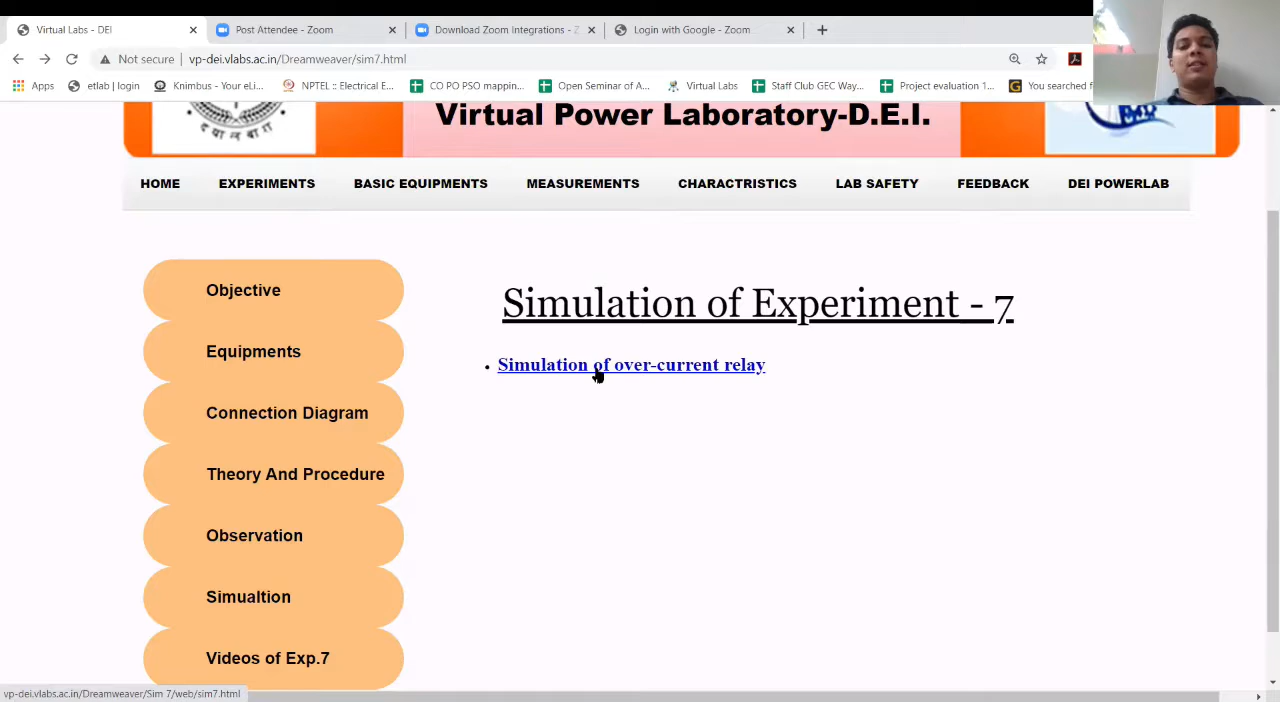 Virtual Labs - DEI
Post Attendee - Zoom
Download Zoom Integrations - Z
Login with Google - Zoom
Not secure | vp-dei.vlabs.ac.in/Dreamweaver/sim7.html
Apps
etlab | login
Knimbus - Your eLi...
NPTEL :: Electrical E...
CO PO PSO mappin...
Open Seminar of A...
Virtual Labs
Staff Club GEC Way...
Project evaluation 1...
You searched f
दयालबाग
Virtual Power Laboratory-D.E.I.
HOME
EXPERIMENTS
BASIC EQUIPMENTS
MEASUREMENTS
CHARACTRISTICS
LAB SAFETY
FEEDBACK
DEI POWERLAB
Objective
Equipments
Connection Diagram
Theory And Procedure
Observation
Simualtion
Videos of Exp.7
Simulation of Experiment - 7
• Simulation of over-current relay
vp-dei.vlabs.ac.in/Dreamweaver/Sim 7/web/sim7.html